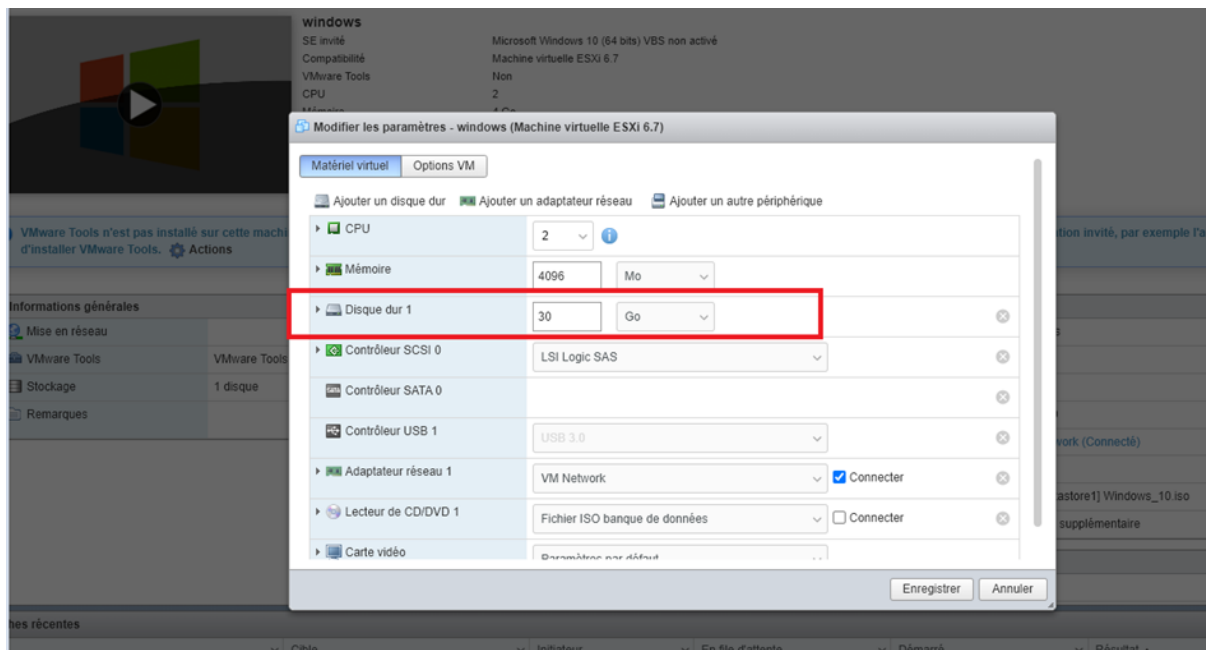 windows
SE invité Microsoft Windows 10 (64 bits) VBS non activé
Compatibilité Machine virtuelle ESXi 6.7
VMware Tools Non
CPU 2
Mémoire 4 Go
Modifier les paramètres - windows (Machine virtuelle ESXi 6.7)
Matériel virtuel Options VM
Ajouter un disque dur Ajouter un adaptateur réseau Ajouter un autre périphérique
CPU 2
Mémoire 4096 Mo
Disque dur 1 30 Go
Contrôleur SCSI 0 LSI Logic SAS
Contrôleur SATA 0
Contrôleur USB 1 USB 3.0
Adaptateur réseau 1 VM Network Connecter
Lecteur de CD/DVD 1 Fichier ISO banque de données Connecter
Carte vidéo Paramètres par défaut
Enregistrer Annuler
VMware Tools n'est pas installé sur cette machi
d'installer VMware Tools. Actions
tion invité, par exemple l'a
Informations générales
Mise en réseau
VMware Tools VMware Tools
Stockage 1 disque
Remarques
work (Connecté)
astore1] Windows_10.iso
supplémentaire
hes récentes
Cible Initiateur En file d'attente Démarré Résultat